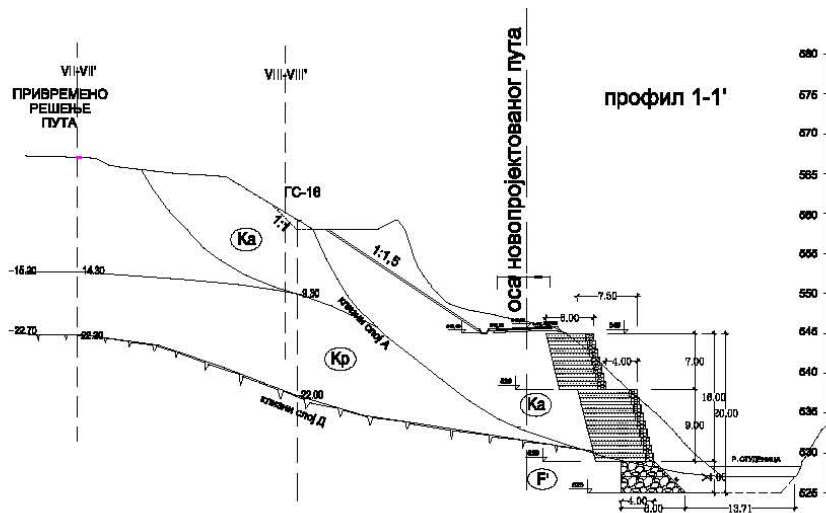 VII-VII'
VIII-VIII'
ПРИВРЕМЕНО
РЕШЕЊЕ
ПУТА
оса новопројектованог пута
профил 1-1'
580
575
570
565
560
555
550
545
540
535
530
525
ГС-16
1:1
1:1,5
Ка
-15.20
14.30
9.30
клизни слој А
-22.70
22.20
Кр
22.00
клизни слој Д
Ка
F'
7.50
6.00
4.00
7.00
9.00
16.00
20.00
Р. СТУДЕНИЦА
4.00
4.00
8.00
13.71